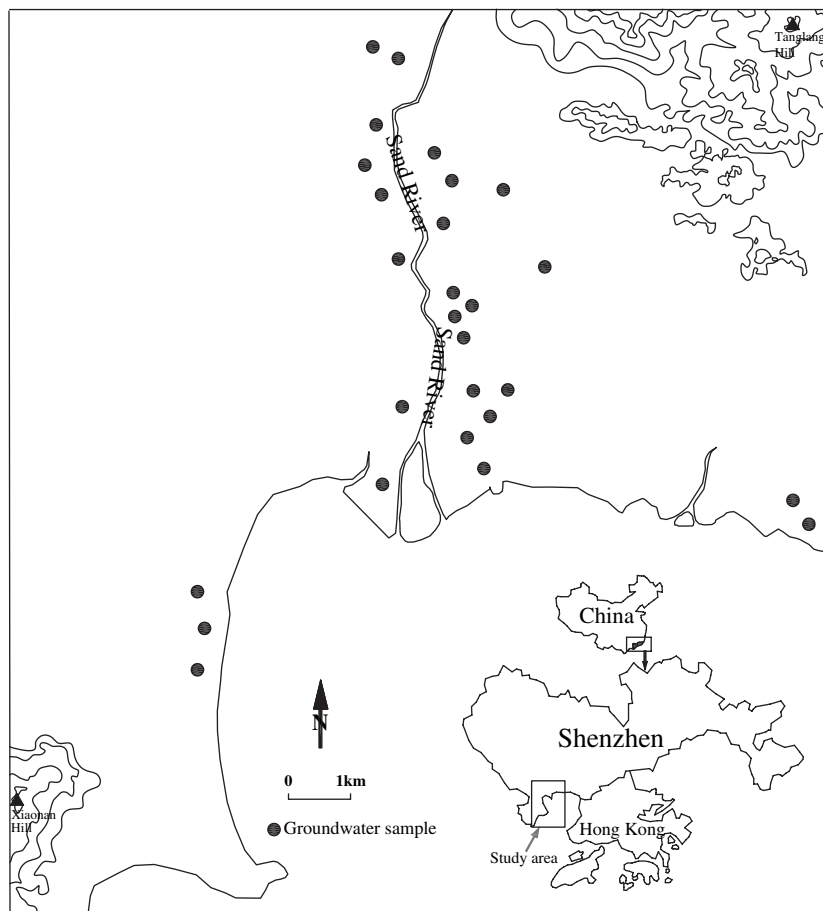 Tanglang
Hill
Sand River
Sand River
China
Shenzhen
N
0 1km
Xiaonan
Hill
Groundwater sample
Hong Kong
Study area